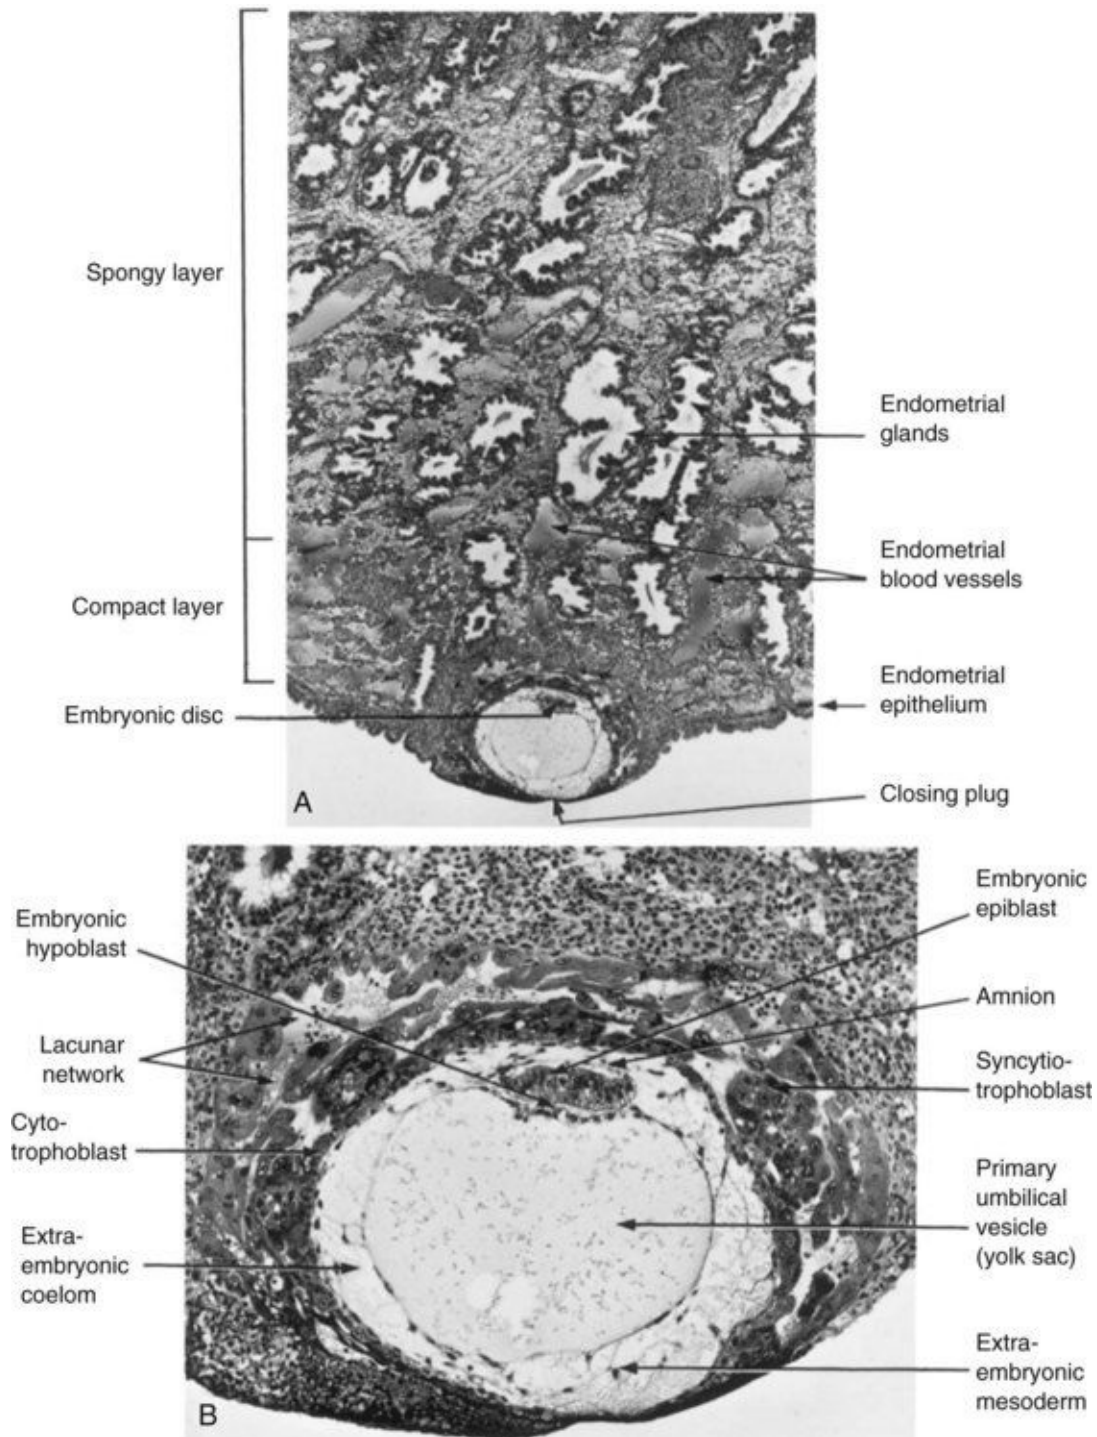 Spongy layer
Compact layer
Embryonic disc
Endometrial
glands
Endometrial
blood vessels
Endometrial
epithelium
Closing plug
A
Embryonic
hypoblast
Lacunar
network
Cyto-
trophoblast
Extra-
embryonic
coelom
Embryonic
epiblast
Amnion
Syncytio-
trophoblast
Primary
umbilical
vesicle
(yolk sac)
Extra-
embryonic
mesoderm
B